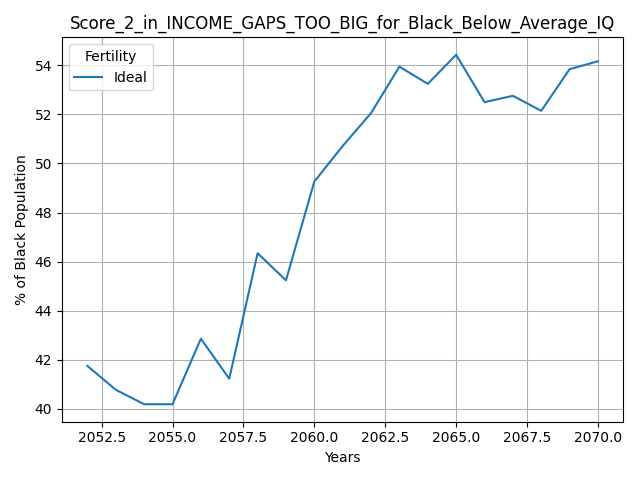 Score_2_in_INCOME_GAPS_TOO_BIG_for_Black_Below_Average_IQ
Fertility
Ideal
% of Black Population
54
52
50
48
46
44
42
40
2052.5 2055.0 2057.5 2060.0 2062.5 2065.0 2067.5 2070.0
Years